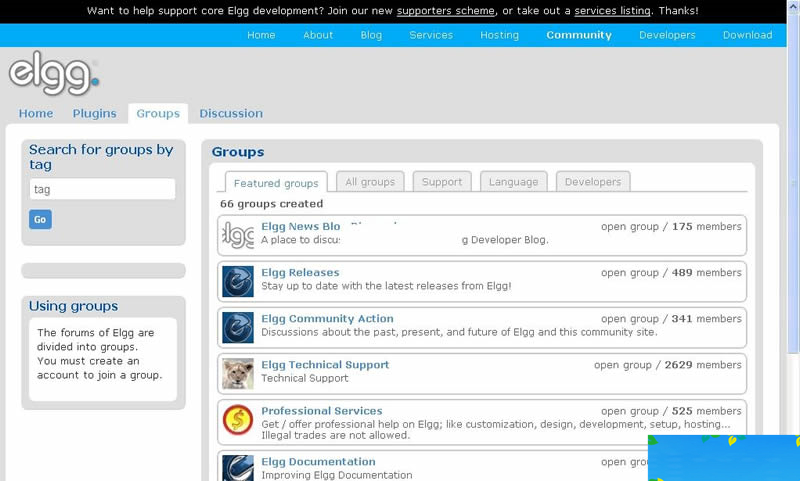 Want to help support core Elgg development? Join our new supporters scheme, or take out a services listing. Thanks!
Home About Blog Services Hosting Community Developers Download
elgg.
Home Plugins Groups Discussion
Search for groups by
tag
tag
Go
Using groups
The forums of Elgg are
divided into groups.
You must create an
account to join a group.
Groups
Featured groups All groups Support Language Developers
66 groups created
elgg
Elgg News open group / 175 members
A place to g Developer Blog.
Elgg Releases open group / 489 members
Stay up to date with the latest releases from Elgg!
Elgg Community Action open group / 341 members
Discussions about the past, present, and future of Elgg and this community site.
Elgg Technical Support open group / 2629 members
Technical Support
Professional Services open group / 525 members
Get / offer professional help on Elgg; like customization, design, development, setup, hosting...
Illegal trades are not allowed.
Elgg Documentation open
Improving Elgg Documentation